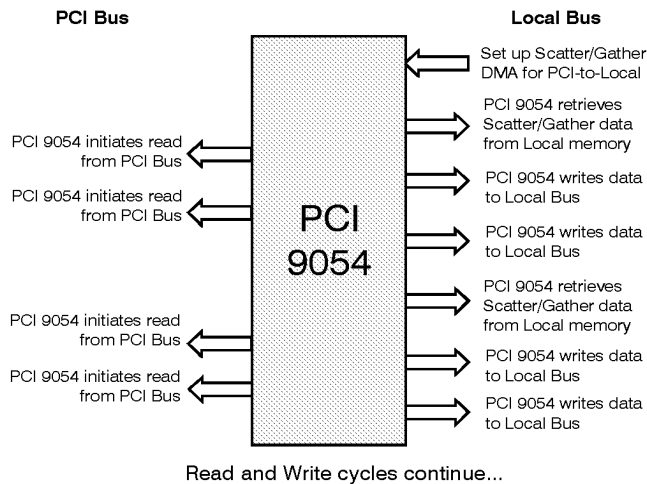 PCI Bus
Local Bus
Set up Scatter/Gather
DMA for PCI-to-Local
PCI 9054 retrieves
Scatter/Gather data
from Local memory
PCI 9054 initiates read
from PCI Bus
PCI 9054 writes data
to Local Bus
PCI 9054 initiates read
from PCI Bus
PCI
9054
PCI 9054 writes data
to Local Bus
PCI 9054 retrieves
Scatter/Gather data
from Local memory
PCI 9054 initiates read
from PCI Bus
PCI 9054 writes data
to Local Bus
PCI 9054 initiates read
from PCI Bus
PCI 9054 writes data
to Local Bus
Read and Write cycles continue...